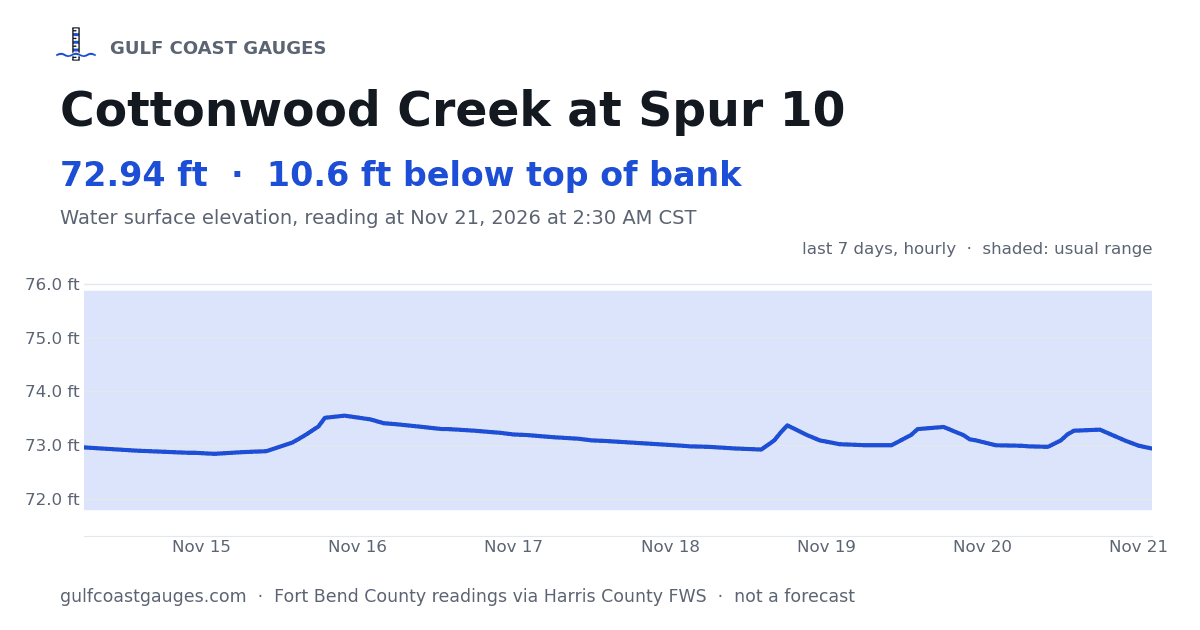 GULF COAST GAUGES
Cottonwood Creek at Spur 10
72.94 ft · 10.6 ft below top of bank
Water surface elevation, reading at Nov 21, 2026 at 2:30 AM CST
last 7 days, hourly · shaded: usual range
76.0 ft
75.0 ft
74.0 ft
73.0 ft
72.0 ft
Nov 15 Nov 16 Nov 17 Nov 18 Nov 19 Nov 20 Nov 21
gulfcoastgauges.com · Fort Bend County readings via Harris County FWS · not a forecast